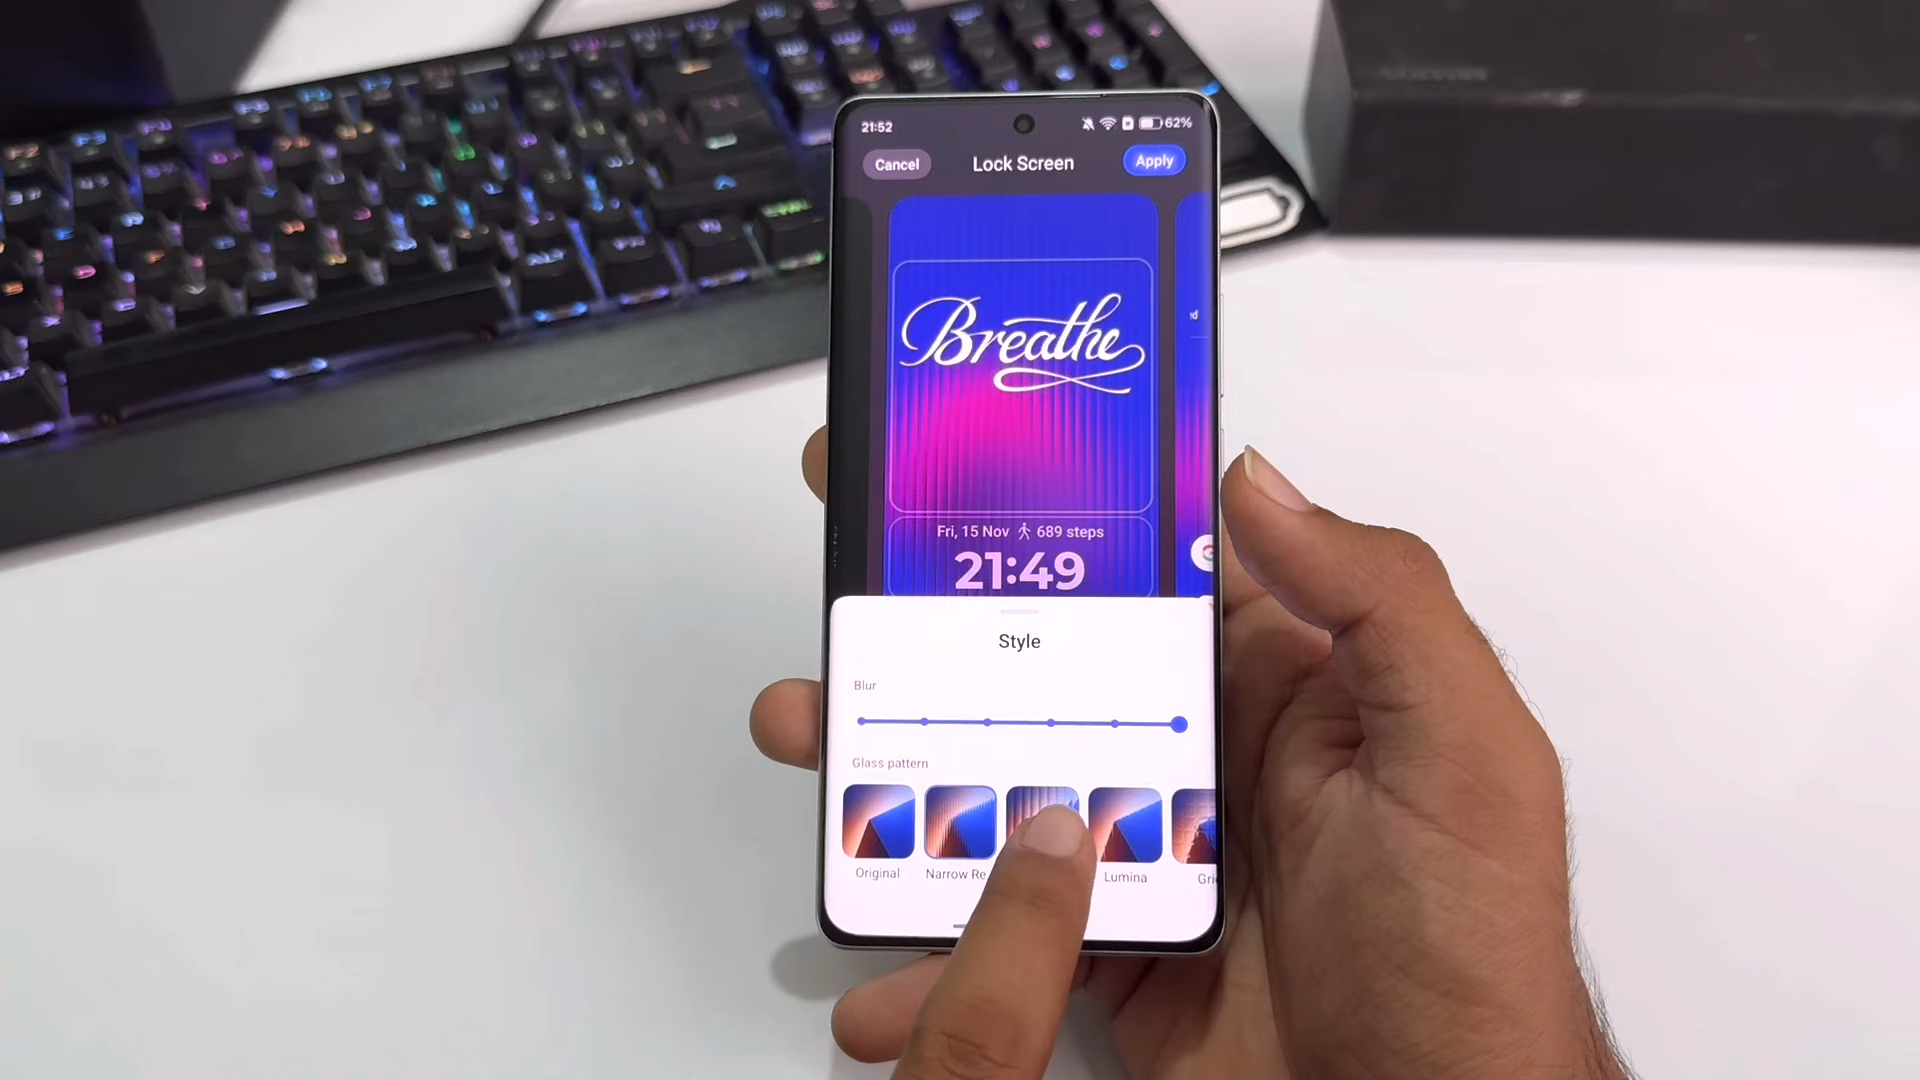 21:52
62%
Cancel
Lock Screen
Apply
Breathe
Fri, 15 Nov 689 steps
21:49
Style
Blur
Glass pattern
Original
Narrow Re
Lumina
Gri